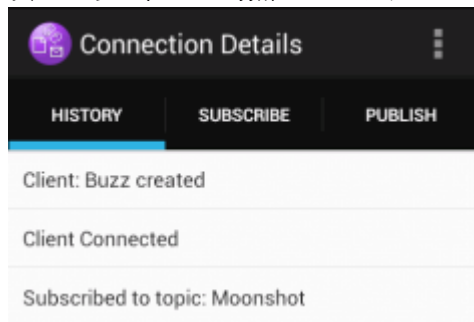 Connection Details
HISTORY SUBSCRIBE PUBLISH
Client: Buzz created
Client Connected
Subscribed to topic: Moonshot